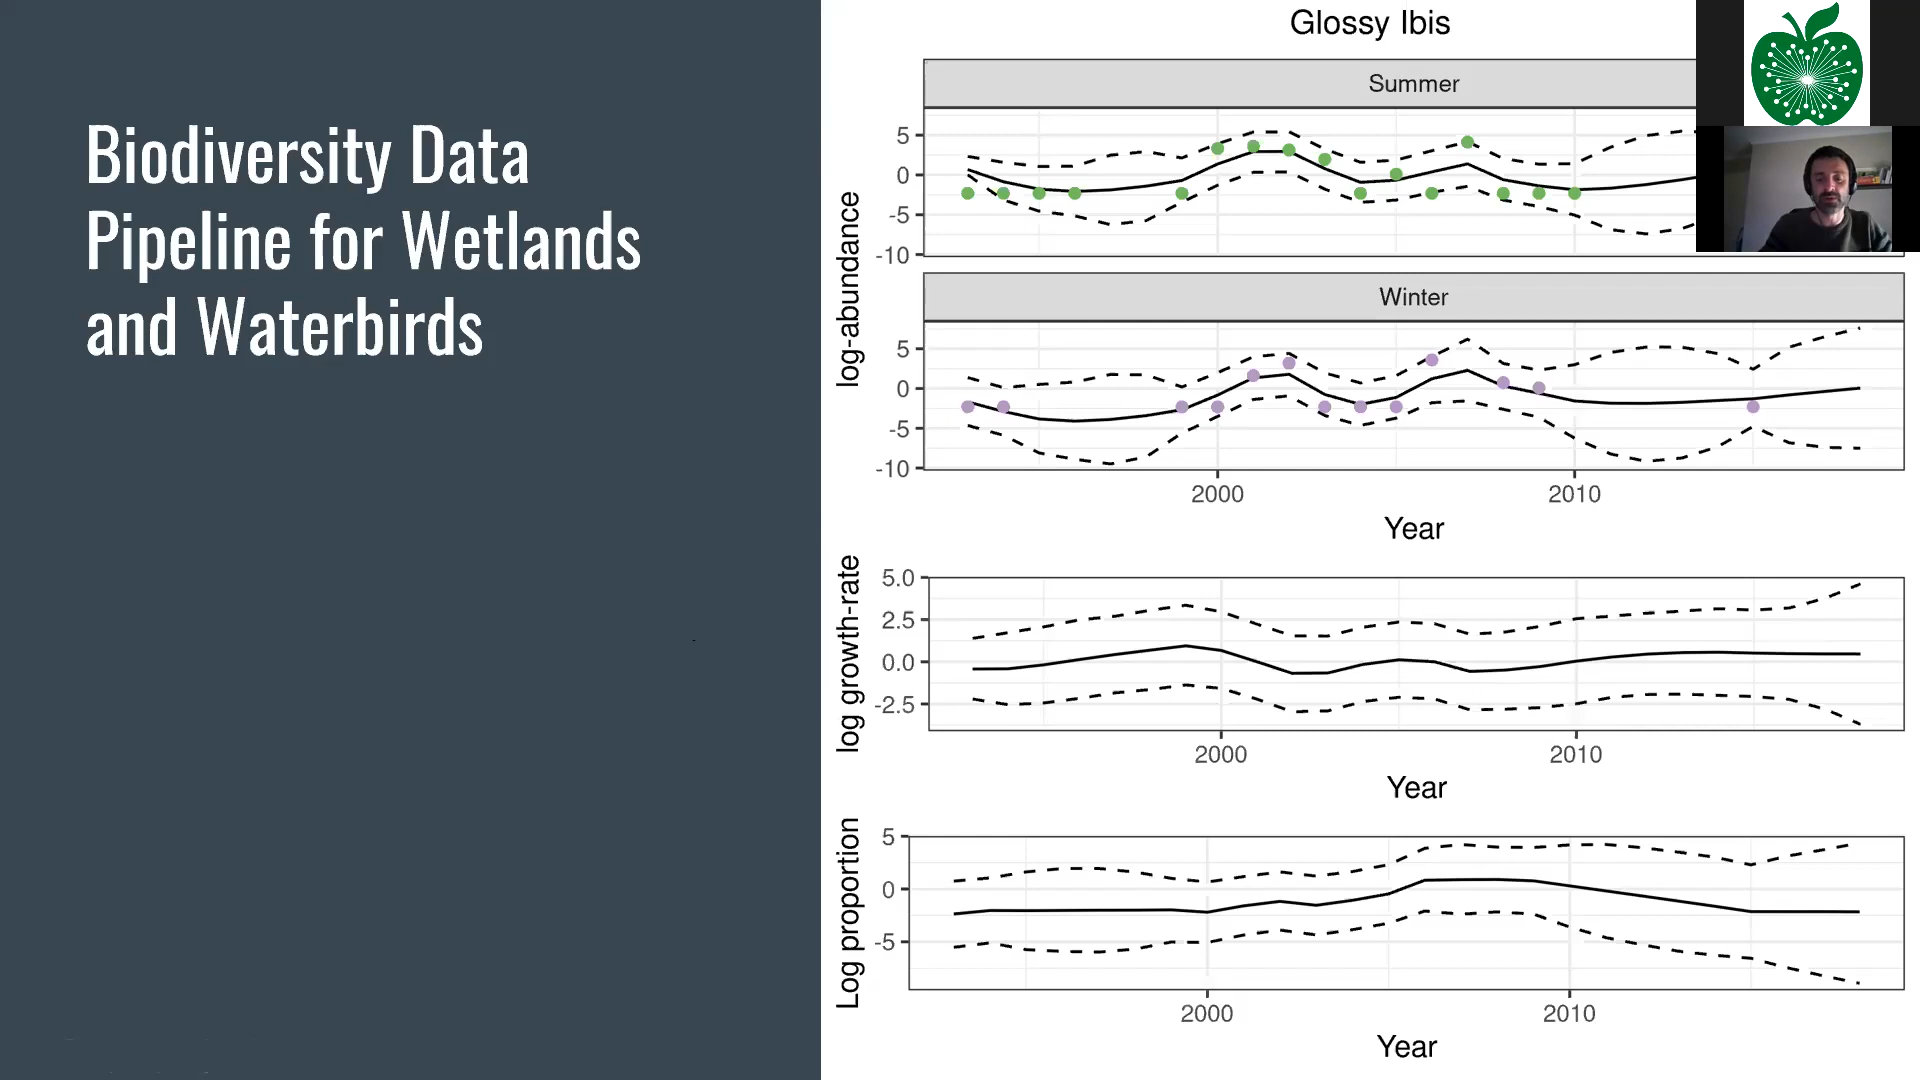 Biodiversity Data
Pipeline for Wetlands
and Waterbirds
Glossy Ibis
Summer
5
0
-5
-10
log-abundance
Winter
5
0
-5
-10
2000 2010
Year
5.0
2.5
0.0
-2.5
log growth-rate
2000 2010
Year
5
0
-5
Log proportion
2000 2010
Year